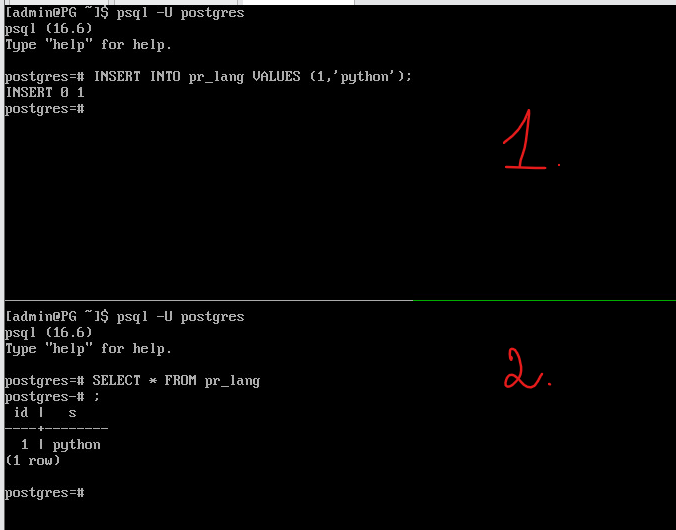 [admin@PG ~]$ psql -U postgres
psql (16.6)
Type "help" for help.
postgres=# INSERT INTO pr_lang VALUES (1,'python');
INSERT 0 1
postgres=#
1.
[admin@PG ~]$ psql -U postgres
psql (16.6)
Type "help" for help.
postgres=# SELECT * FROM pr_lang
postgres-# ;
 id |   s
----+--------
  1 | python
(1 row)
postgres=#
2.